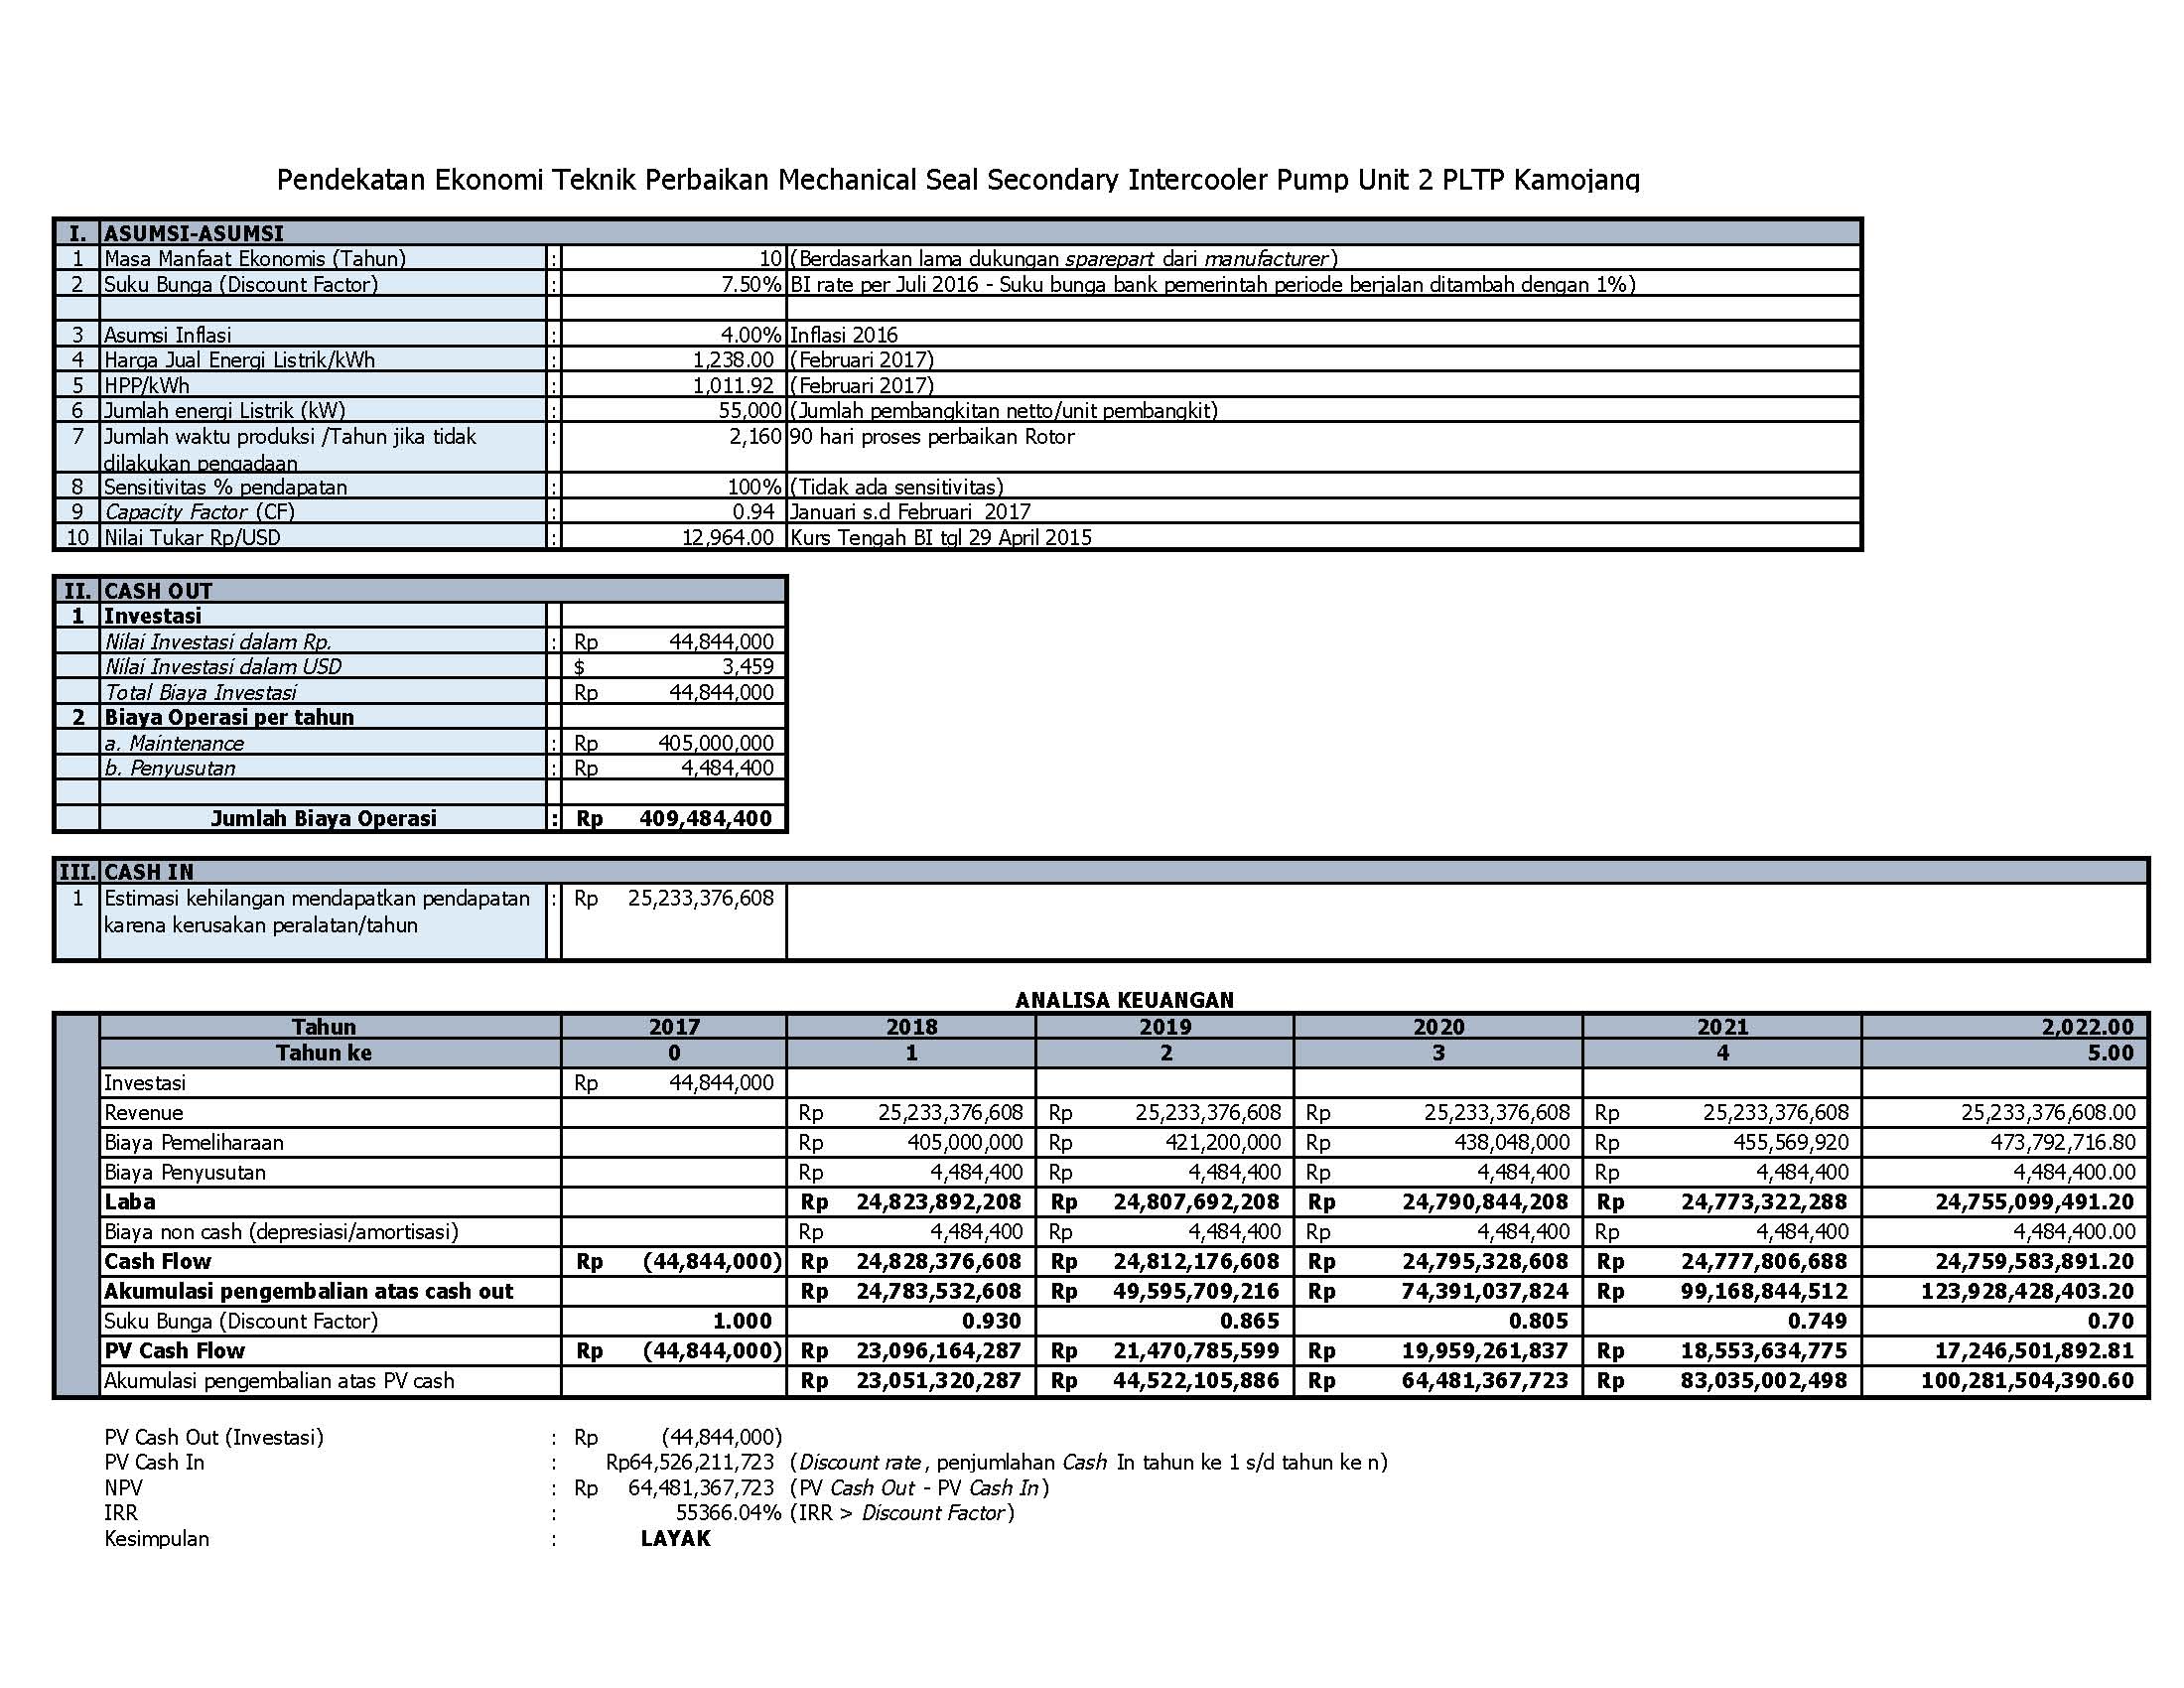 Pendekatan Ekonomi Teknik Perbaikan Mechanical Seal Secondary Intercooler Pump Unit 2 PLTP Kamojang
I. ASUMSI-ASUMSI
1 Masa Manfaat Ekonomis (Tahun) : 10 (Berdasarkan lama dukungan sparepart dari manufacturer)
2 Suku Bunga (Discount Factor) : 7.50% BI rate per Juli 2016 - Suku bunga bank pemerintah periode berjalan ditambah dengan 1%)
3 Asumsi Inflasi : 4.00% Inflasi 2016
4 Harga Jual Energi Listrik/kWh : 1,238.00 (Februari 2017)
5 HPP/kWh : 1,011.92 (Februari 2017)
6 Jumlah energi Listrik (kW) : 55,000 (Jumlah pembangkitan netto/unit pembangkit)
7 Jumlah waktu produksi /Tahun jika tidak : 2,160 90 hari proses perbaikan Rotor
dilakukan pengadaan
8 Sensitivitas % pendapatan : 100% (Tidak ada sensitivitas)
9 Capacity Factor (CF) : 0.94 Januari s.d Februari 2017
10 Nilai Tukar Rp/USD : 12,964.00 Kurs Tengah BI tgl 29 April 2015
II. CASH OUT
1 Investasi
Nilai Investasi dalam Rp. : Rp 44,844,000
Nilai Investasi dalam USD $ 3,459
Total Biaya Investasi Rp 44,844,000
2 Biaya Operasi per tahun
a. Maintenance : Rp 405,000,000
b. Penyusutan : Rp 4,484,400
Jumlah Biaya Operasi : Rp 409,484,400
III. CASH IN
1 Estimasi kehilangan mendapatkan pendapatan : Rp 25,233,376,608
karena kerusakan peralatan/tahun
ANALISA KEUANGAN
Tahun 2017 2018 2019 2020 2021 2,022.00
Tahun ke 0 1 2 3 4 5.00
Investasi Rp 44,844,000
Revenue Rp 25,233,376,608 Rp 25,233,376,608 Rp 25,233,376,608 Rp 25,233,376,608 25,233,376,608.00
Biaya Pemeliharaan Rp 405,000,000 Rp 421,200,000 Rp 438,048,000 Rp 455,569,920 473,792,716.80
Biaya Penyusutan Rp 4,484,400 Rp 4,484,400 Rp 4,484,400 Rp 4,484,400 4,484,400.00
Laba Rp 24,823,892,208 Rp 24,807,692,208 Rp 24,790,844,208 Rp 24,773,322,288 24,755,099,491.20
Biaya non cash (depresiasi/amortisasi) Rp 4,484,400 Rp 4,484,400 Rp 4,484,400 Rp 4,484,400 4,484,400.00
Cash Flow Rp (44,844,000) Rp 24,828,376,608 Rp 24,812,176,608 Rp 24,795,328,608 Rp 24,777,806,688 24,759,583,891.20
Akumulasi pengembalian atas cash out Rp 24,783,532,608 Rp 49,595,709,216 Rp 74,391,037,824 Rp 99,168,844,512 123,928,428,403.20
Suku Bunga (Discount Factor) 1.000 0.930 0.865 0.805 0.749 0.70
PV Cash Flow Rp (44,844,000) Rp 23,096,164,287 Rp 21,470,785,599 Rp 19,959,261,837 Rp 18,553,634,775 17,246,501,892.81
Akumulasi pengembalian atas PV cash Rp 23,051,320,287 Rp 44,522,105,886 Rp 64,481,367,723 Rp 83,035,002,498 100,281,504,390.60
PV Cash Out (Investasi) : Rp (44,844,000)
PV Cash In : Rp64,526,211,723 (Discount rate, penjumlahan Cash In tahun ke 1 s/d tahun ke n)
NPV : Rp 64,481,367,723 (PV Cash Out - PV Cash In)
IRR : 55366.04% (IRR > Discount Factor)
Kesimpulan : LAYAK